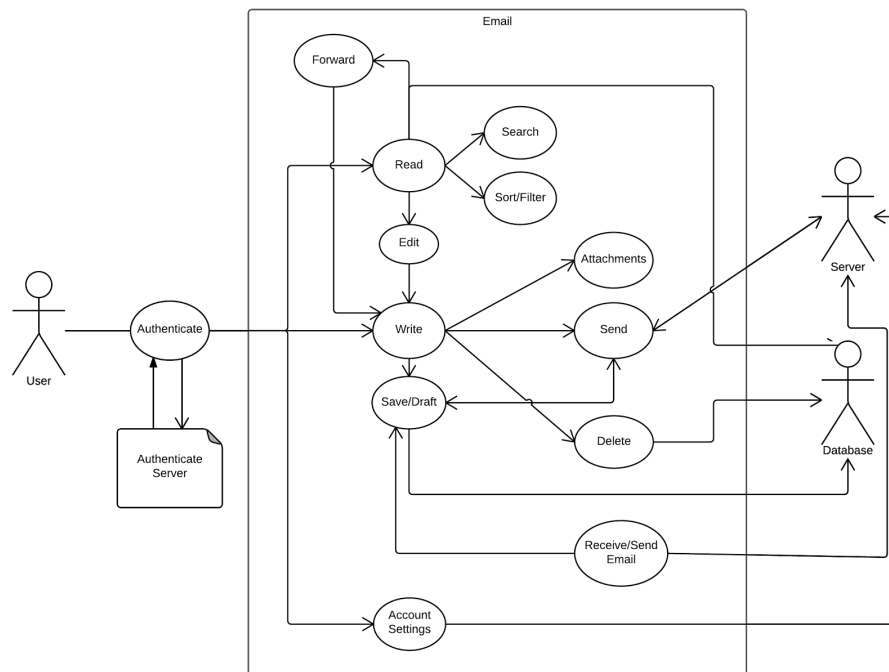 Email
Forward
Search
Read
Sort/Filter
Edit
Attachments
Server
Authenticate
Write
Send
User
Save/Draft
Delete
Database
Authenticate
Server
Receive/Send
Email
Account
Settings